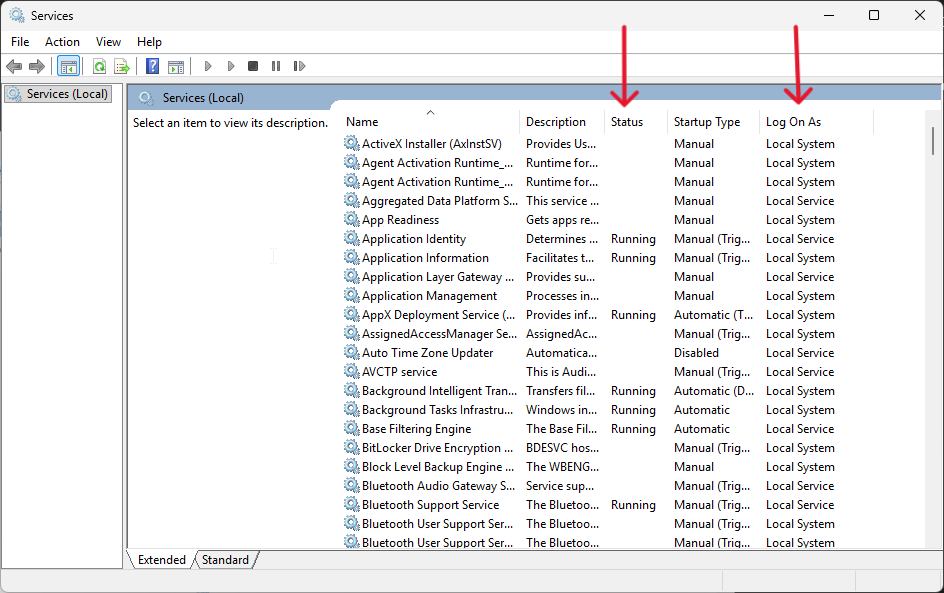 Services
File Action View Help
Services (Local)
Services (Local)
Select an item to view its description.
Name Description Status Startup Type Log On As
ActiveX Installer (AxInstSV) Provides Us... Manual Local System
Agent Activation Runtime_... Runtime for... Manual Local System
Agent Activation Runtime_... Runtime for... Manual Local System
Aggregated Data Platform S... This service ... Manual Local Service
App Readiness Gets apps re... Manual Local System
Application Identity Determines ... Running Manual (Trig... Local Service
Application Information Facilitates t... Running Manual (Trig... Local System
Application Layer Gateway ... Provides su... Manual Local Service
Application Management Processes in... Manual Local System
AppX Deployment Service (... Provides inf... Running Automatic (T... Local System
AssignedAccessManager Se... AssignedAc... Manual (Trig... Local System
Auto Time Zone Updater Automatica... Disabled Local Service
AVCTP service This is Audi... Manual (Trig... Local Service
Background Intelligent Tran... Transfers fil... Running Automatic (D... Local System
Background Tasks Infrastru... Windows in... Running Automatic Local System
Base Filtering Engine The Base Fil... Running Automatic Local Service
BitLocker Drive Encryption ... BDESVC hos... Manual (Trig... Local System
Block Level Backup Engine ... The WBENG... Manual Local System
Bluetooth Audio Gateway S... Service sup... Manual (Trig... Local Service
Bluetooth Support Service The Bluetoo... Running Manual (Trig... Local Service
Bluetooth User Support Ser... The Bluetoo... Manual (Trig... Local System
Bluetooth User Support Ser... The Bluetoo... Manual (Trig... Local System
Extended Standard